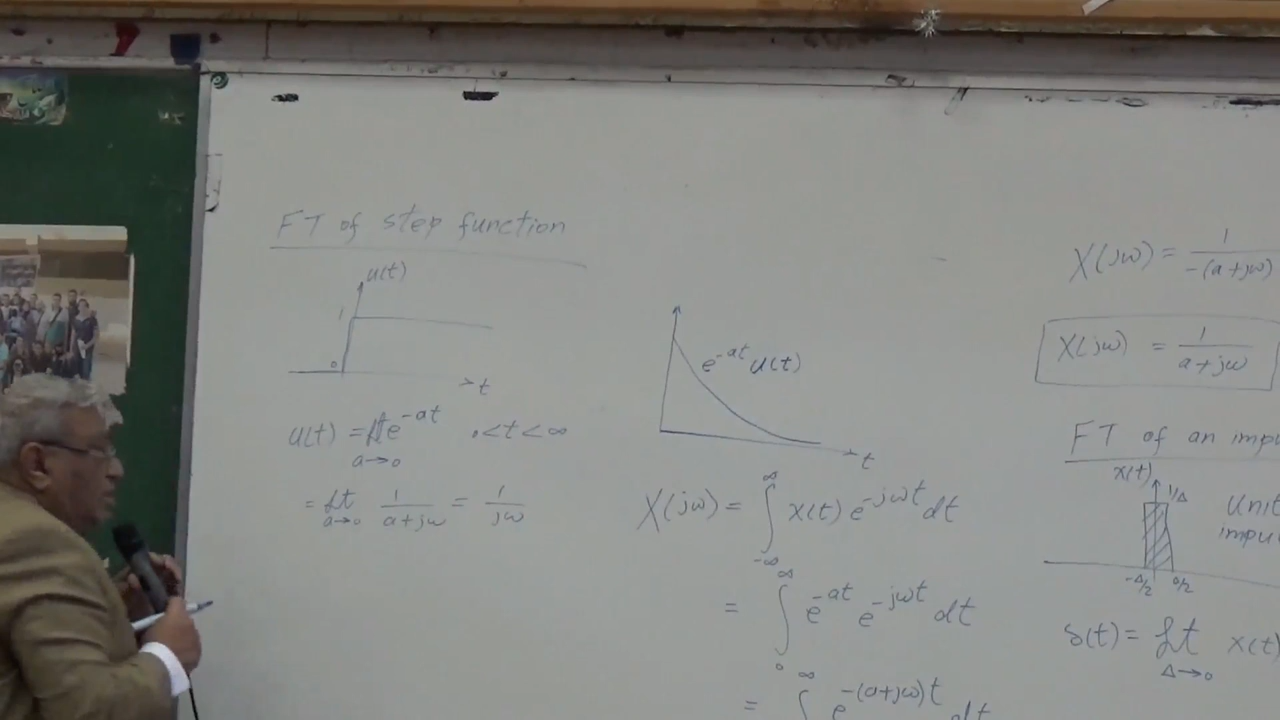 FT of step function
u(t)
1
0
t
u(t) = lt e^{-at} 0<t<∞
a→0
= lt 1/(a+jω) = 1/jω
a→0
e^{-at} u(t)
t
X(jω) = ∫_{-∞}^{∞} x(t) e^{-jωt} dt
= ∫_{0}^{∞} e^{-at} e^{-jωt} dt
= ∫^{∞} e^{-(a+jω)t} dt
X(jω) = 1/-(a+jω)
X(jω) = 1/(a+jω)
FT of an impu
x(t)
1/Δ
Unit
impu
-Δ/2 Δ/2
δ(t) = lt x(t)
Δ→0